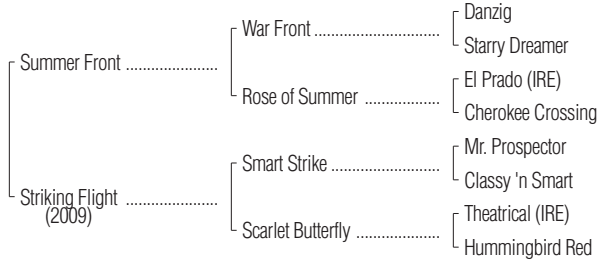 Danzig
War Front
Starry Dreamer
Summer Front
El Prado (IRE)
Rose of Summer
Cherokee Crossing
Mr. Prospector
Smart Strike
Classy 'n Smart
Striking Flight
(2009)
Theatrical (IRE)
Scarlet Butterfly
Hummingbird Red